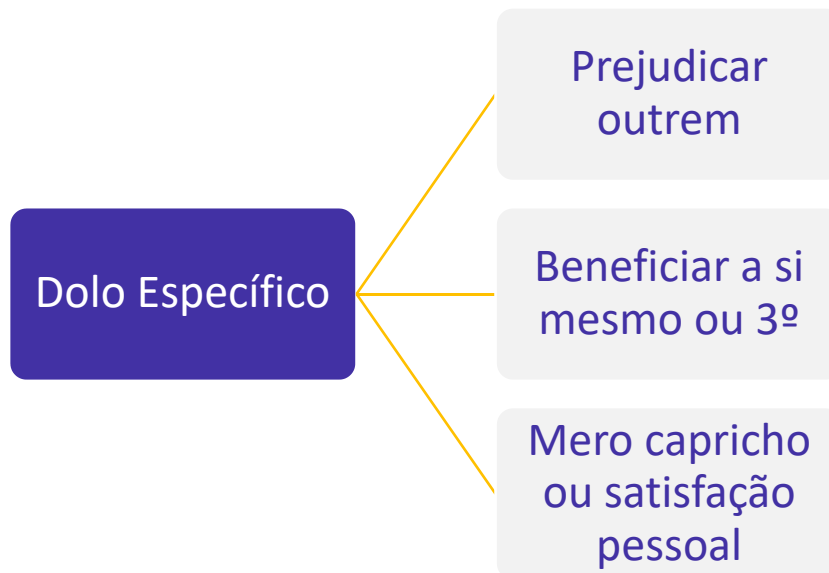 Dolo Específico
Prejudicar
outrem
Beneficiar a si
mesmo ou 3º
Mero capricho
ou satisfação
pessoal